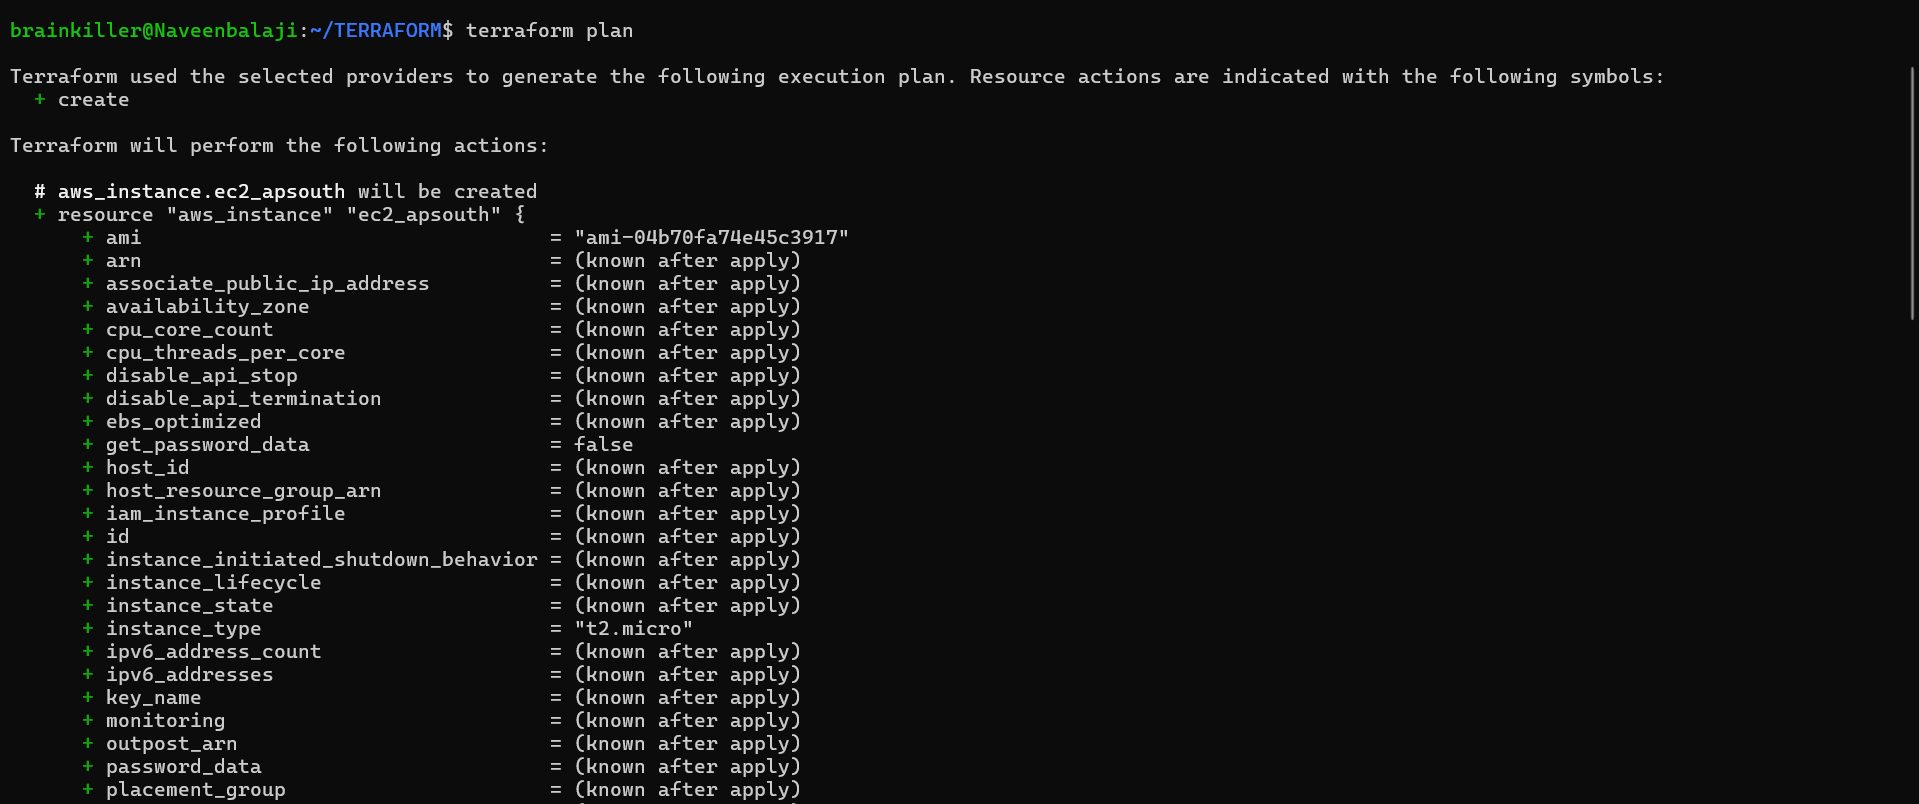 brainkiller@Naveenbalaji:~/TERRAFORM$ terraform plan
Terraform used the selected providers to generate the following execution plan. Resource actions are indicated with the following symbols:
+ create
Terraform will perform the following actions:
# aws_instance.ec2_apsouth will be created
+ resource "aws_instance" "ec2_apsouth" {
+ ami = "ami-04b70fa74e45c3917"
+ arn = (known after apply)
+ associate_public_ip_address = (known after apply)
+ availability_zone = (known after apply)
+ cpu_core_count = (known after apply)
+ cpu_threads_per_core = (known after apply)
+ disable_api_stop = (known after apply)
+ disable_api_termination = (known after apply)
+ ebs_optimized = (known after apply)
+ get_password_data = false
+ host_id = (known after apply)
+ host_resource_group_arn = (known after apply)
+ iam_instance_profile = (known after apply)
+ id = (known after apply)
+ instance_initiated_shutdown_behavior = (known after apply)
+ instance_lifecycle = (known after apply)
+ instance_state = (known after apply)
+ instance_type = "t2.micro"
+ ipv6_address_count = (known after apply)
+ ipv6_addresses = (known after apply)
+ key_name = (known after apply)
+ monitoring = (known after apply)
+ outpost_arn = (known after apply)
+ password_data = (known after apply)
+ placement_group = (known after apply)